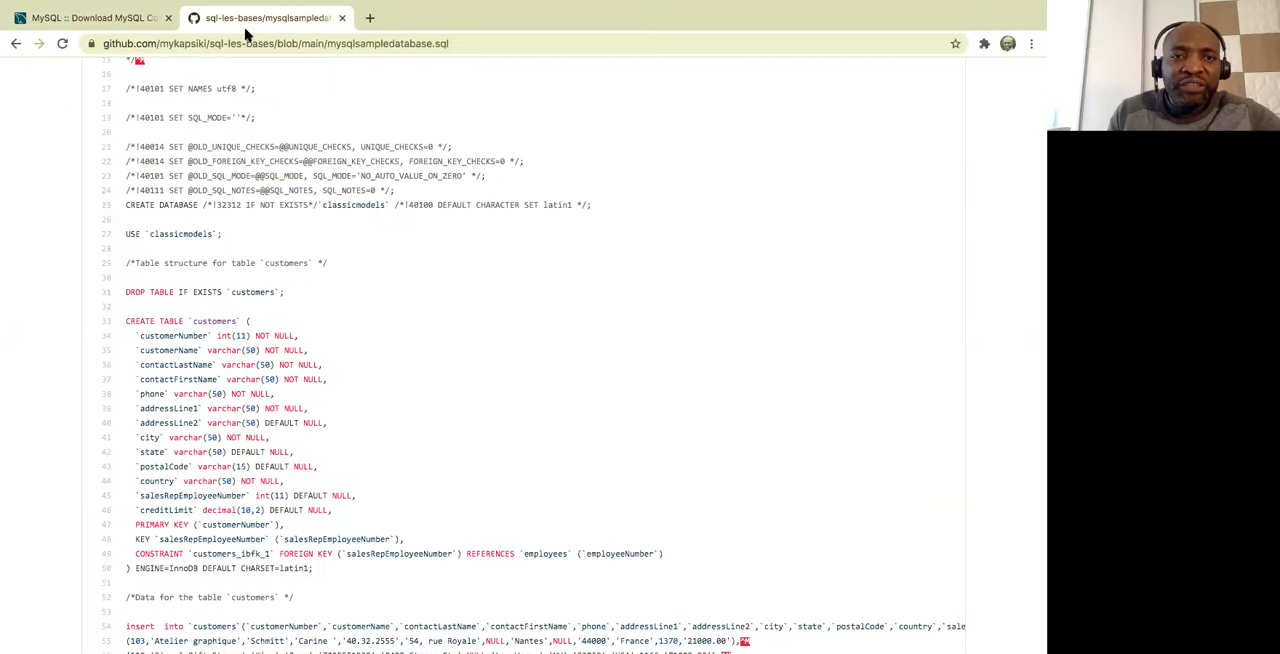 MySQL :: Download MySQL Co
sql-les-bases/mysqlsampledat
github.com/mykapsiki/sql-les-bases/blob/main/mysqlsampledatabase.sql
15 */
16
17 /*!40101 SET NAMES utf8 */;
18
19 /*!40101 SET SQL_MODE=''*/;
20
21 /*!40014 SET @OLD_UNIQUE_CHECKS=@@UNIQUE_CHECKS, UNIQUE_CHECKS=0 */;
22 /*!40014 SET @OLD_FOREIGN_KEY_CHECKS=@@FOREIGN_KEY_CHECKS, FOREIGN_KEY_CHECKS=0 */;
23 /*!40101 SET @OLD_SQL_MODE=@@SQL_MODE, SQL_MODE='NO_AUTO_VALUE_ON_ZERO' */;
24 /*!40111 SET @OLD_SQL_NOTES=@@SQL_NOTES, SQL_NOTES=0 */;
25 CREATE DATABASE /*!32312 IF NOT EXISTS*/`classicmodels` /*!40100 DEFAULT CHARACTER SET latin1 */;
26
27 USE `classicmodels`;
28
29 /*Table structure for table `customers` */
30
31 DROP TABLE IF EXISTS `customers`;
32
33 CREATE TABLE `customers` (
34 `customerNumber` int(11) NOT NULL,
35 `customerName` varchar(50) NOT NULL,
36 `contactLastName` varchar(50) NOT NULL,
37 `contactFirstName` varchar(50) NOT NULL,
38 `phone` varchar(50) NOT NULL,
39 `addressLine1` varchar(50) NOT NULL,
40 `addressLine2` varchar(50) DEFAULT NULL,
41 `city` varchar(50) NOT NULL,
42 `state` varchar(50) DEFAULT NULL,
43 `postalCode` varchar(15) DEFAULT NULL,
44 `country` varchar(50) NOT NULL,
45 `salesRepEmployeeNumber` int(11) DEFAULT NULL,
46 `creditLimit` decimal(10,2) DEFAULT NULL,
47 PRIMARY KEY (`customerNumber`),
48 KEY `salesRepEmployeeNumber` (`salesRepEmployeeNumber`),
49 CONSTRAINT `customers_ibfk_1` FOREIGN KEY (`salesRepEmployeeNumber`) REFERENCES `employees` (`employeeNumber`)
50 ) ENGINE=InnoDB DEFAULT CHARSET=latin1;
51
52 /*Data for the table `customers` */
53
54 insert into `customers`(`customerNumber`,`customerName`,`contactLastName`,`contactFirstName`,`phone`,`addressLine1`,`addressLine2`,`city`,`state`,`postalCode`,`country`,`sale
55 (103,'Atelier graphique','Schmitt','Carine ','40.32.2555','54, rue Royale',NULL,'Nantes',NULL,'44000','France',1370,'21000.00'),